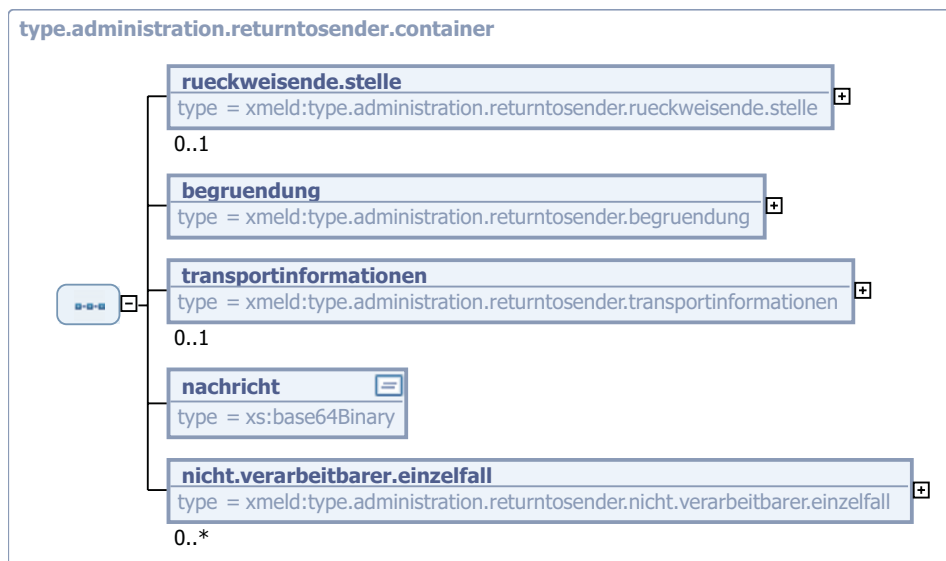 type.administration.returntosender.container
rueckweisende.stelle
type = xmeld:type.administration.returntosender.rueckweisende.stelle
0..1
begruendung
type = xmeld:type.administration.returntosender.begruendung
transportinformationen
type = xmeld:type.administration.returntosender.transportinformationen
0..1
nachricht
type = xs:base64Binary
nicht.verarbeitbarer.einzelfall
type = xmeld:type.administration.returntosender.nicht.verarbeitbarer.einzelfall
0..*